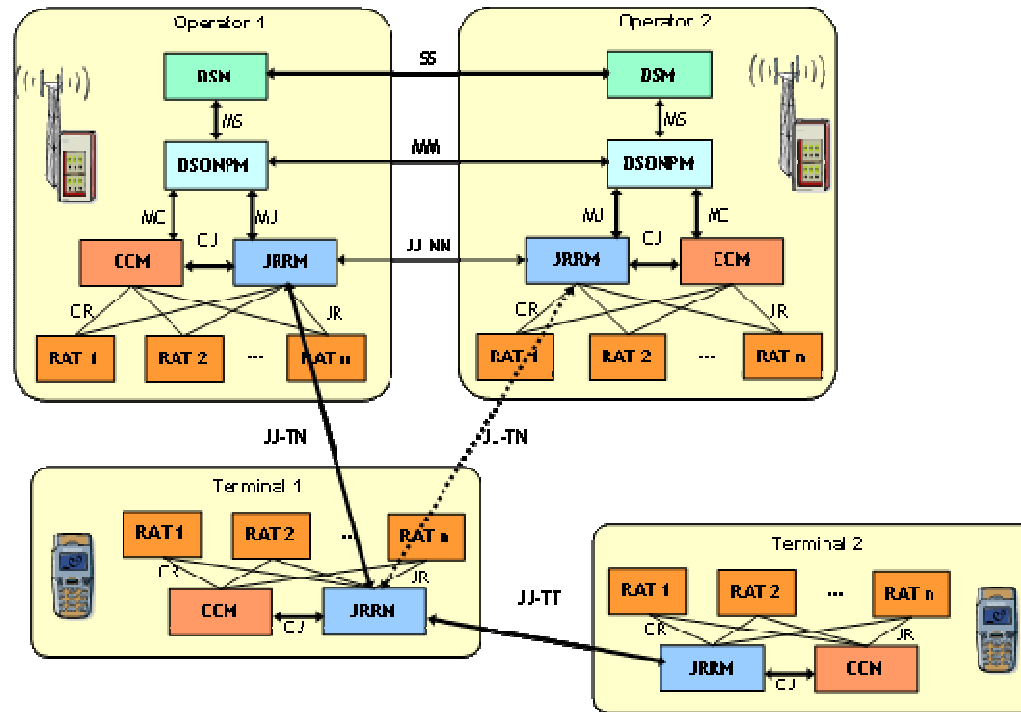 Operator 1
Operator 2
DSM
SS
DSM
MS
MS
DSONPM
MM
DSONPM
MC
MJ
MJ
MC
CCM
CJ
JRRM
JJ-NN
JRRM
CJ
CCM
CR
JR
CR
JR
RAT 1
RAT 2
...
RAT n
RAT 1
RAT 2
...
RAT n
JJ-TN
JJ-TN
Terminal 1
RAT 1
RAT 2
...
RAT n
CR
JR
CCM
CJ
JRRM
JJ-TT
Terminal 2
RAT 1
RAT 2
...
RAT n
CR
JR
JRRM
CJ
CCM